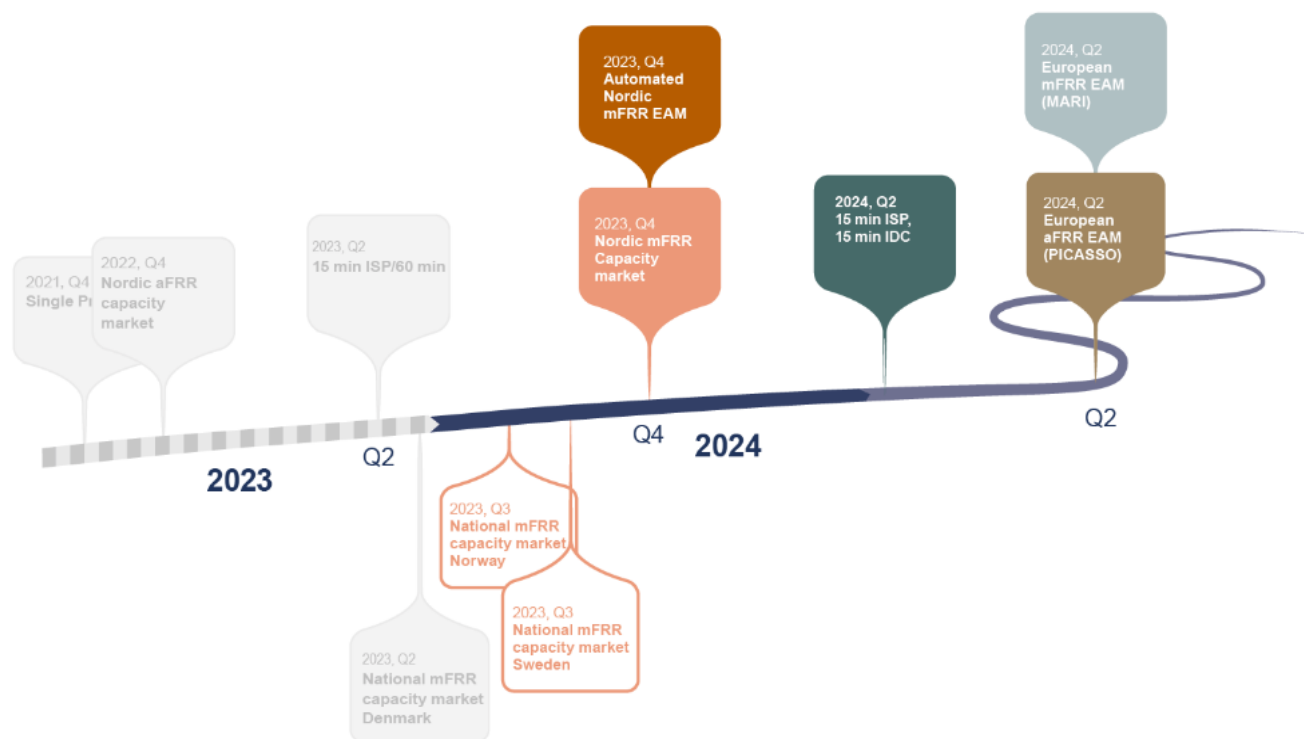 2023, Q4
Automated
Nordic
mFRR EAM
2024, Q2
European
mFRR EAM
(MARI)
2021, Q4
Single
2022, Q4
Nordic aFRR
capacity
market
2023, Q2
15 min ISP/60 min
2023, Q4
Nordic mFRR
Capacity
market
2024, Q2
15 min ISP,
15 min IDC
2024, Q2
European
aFRR EAM
(PICASSO)
2023
Q2
Q4
2024
Q2
2023, Q3
National mFRR
capacity market
Norway
2023, Q3
National mFRR
capacity market
Sweden
2023, Q2
National mFRR
capacity market
Denmark